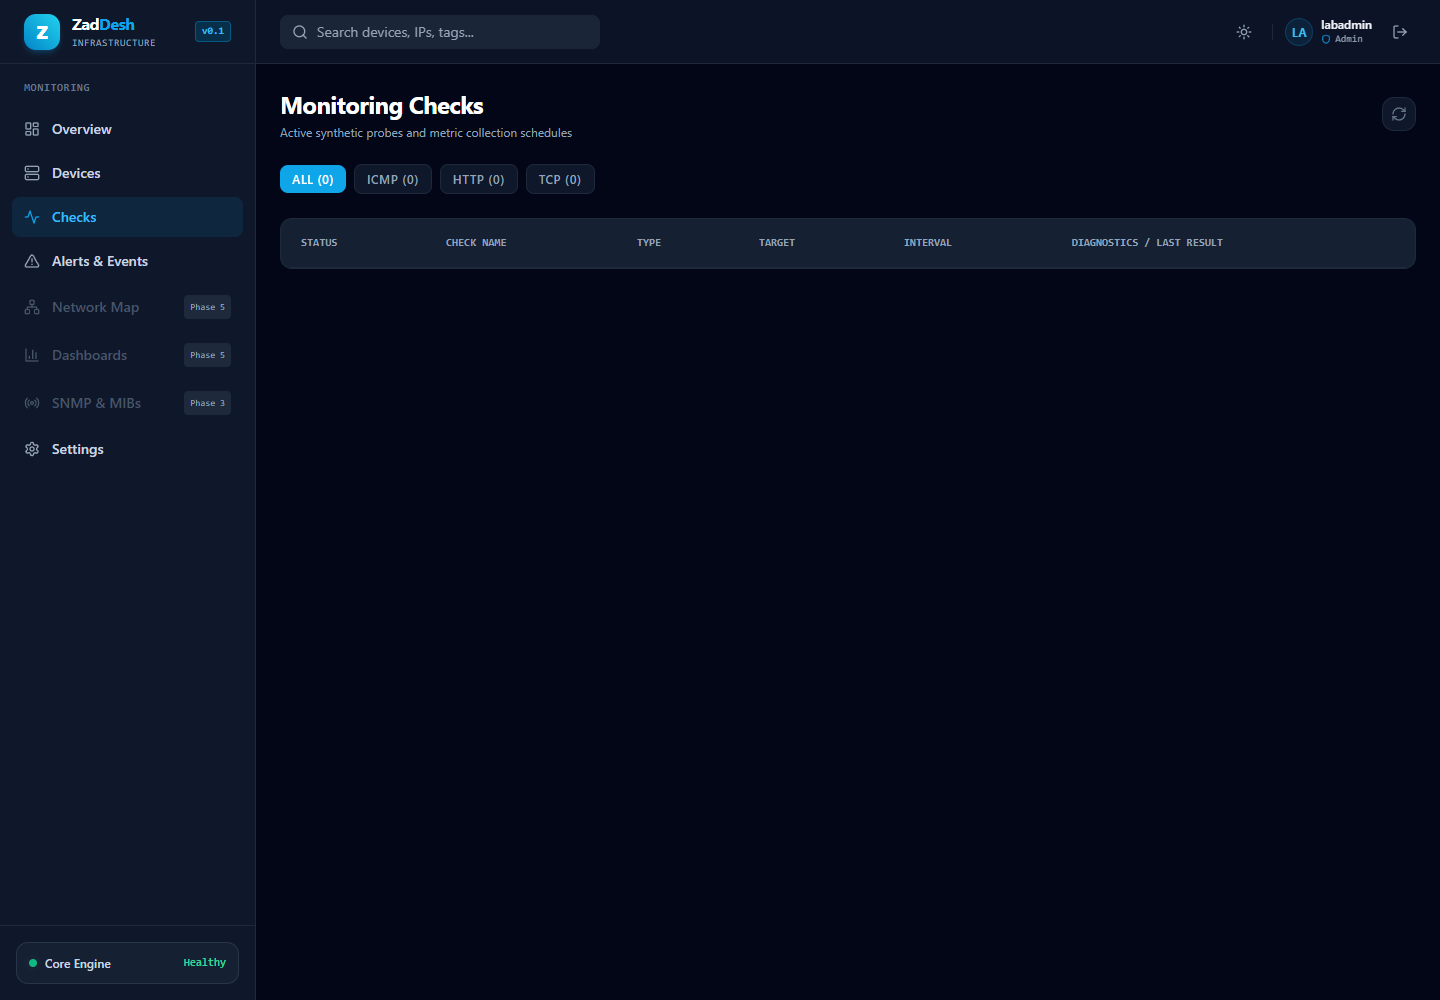 Z
ZadDesh
INFRASTRUCTURE
v0.1
Search devices, IPs, tags...
LA
labadmin
Admin
MONITORING
Overview
Devices
Checks
Alerts & Events
Network Map
Phase 5
Dashboards
Phase 5
SNMP & MIBs
Phase 3
Settings
Core Engine
Healthy
Monitoring Checks
Active synthetic probes and metric collection schedules
ALL (0)
ICMP (0)
HTTP (0)
TCP (0)
STATUS
CHECK NAME
TYPE
TARGET
INTERVAL
DIAGNOSTICS / LAST RESULT